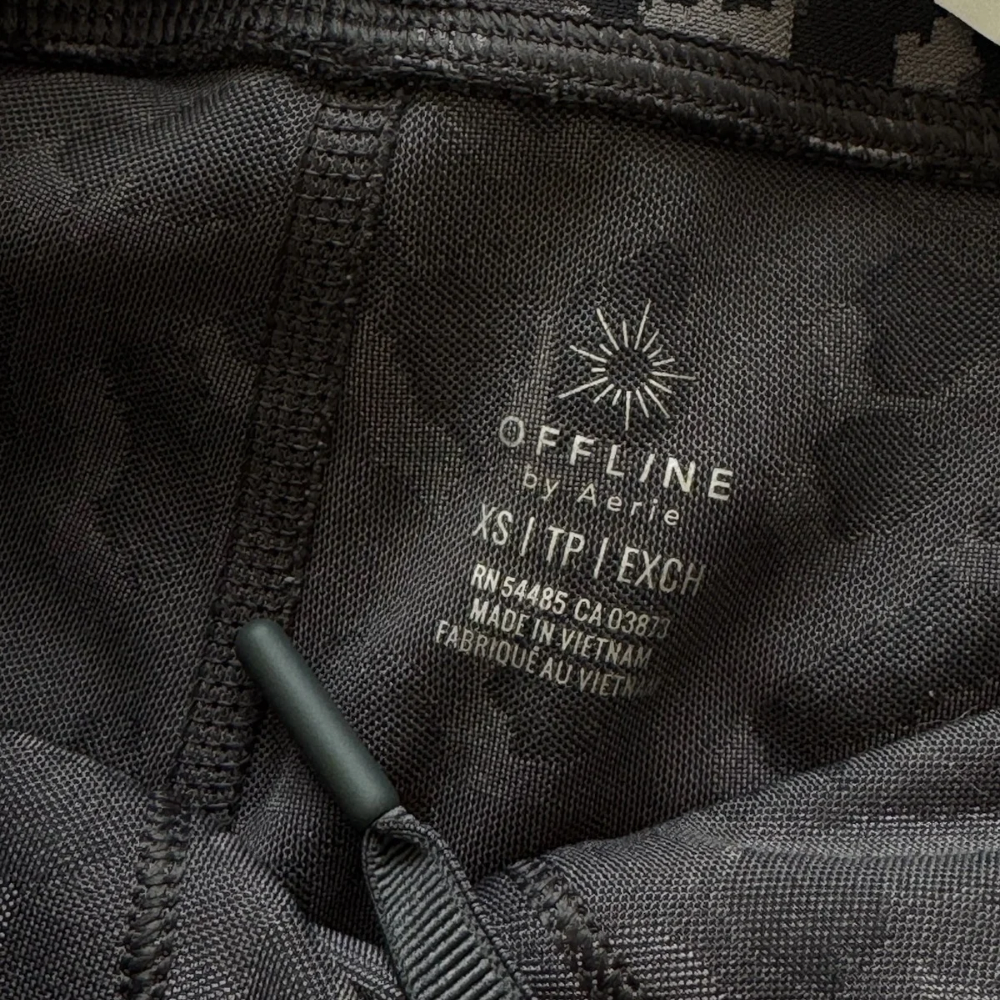 OFFLINE
by Aerie
XS | TP | EXCH
RN 54485 CA 03873
MADE IN VIETNAM
FABRIQUÉ AU VIETNAM